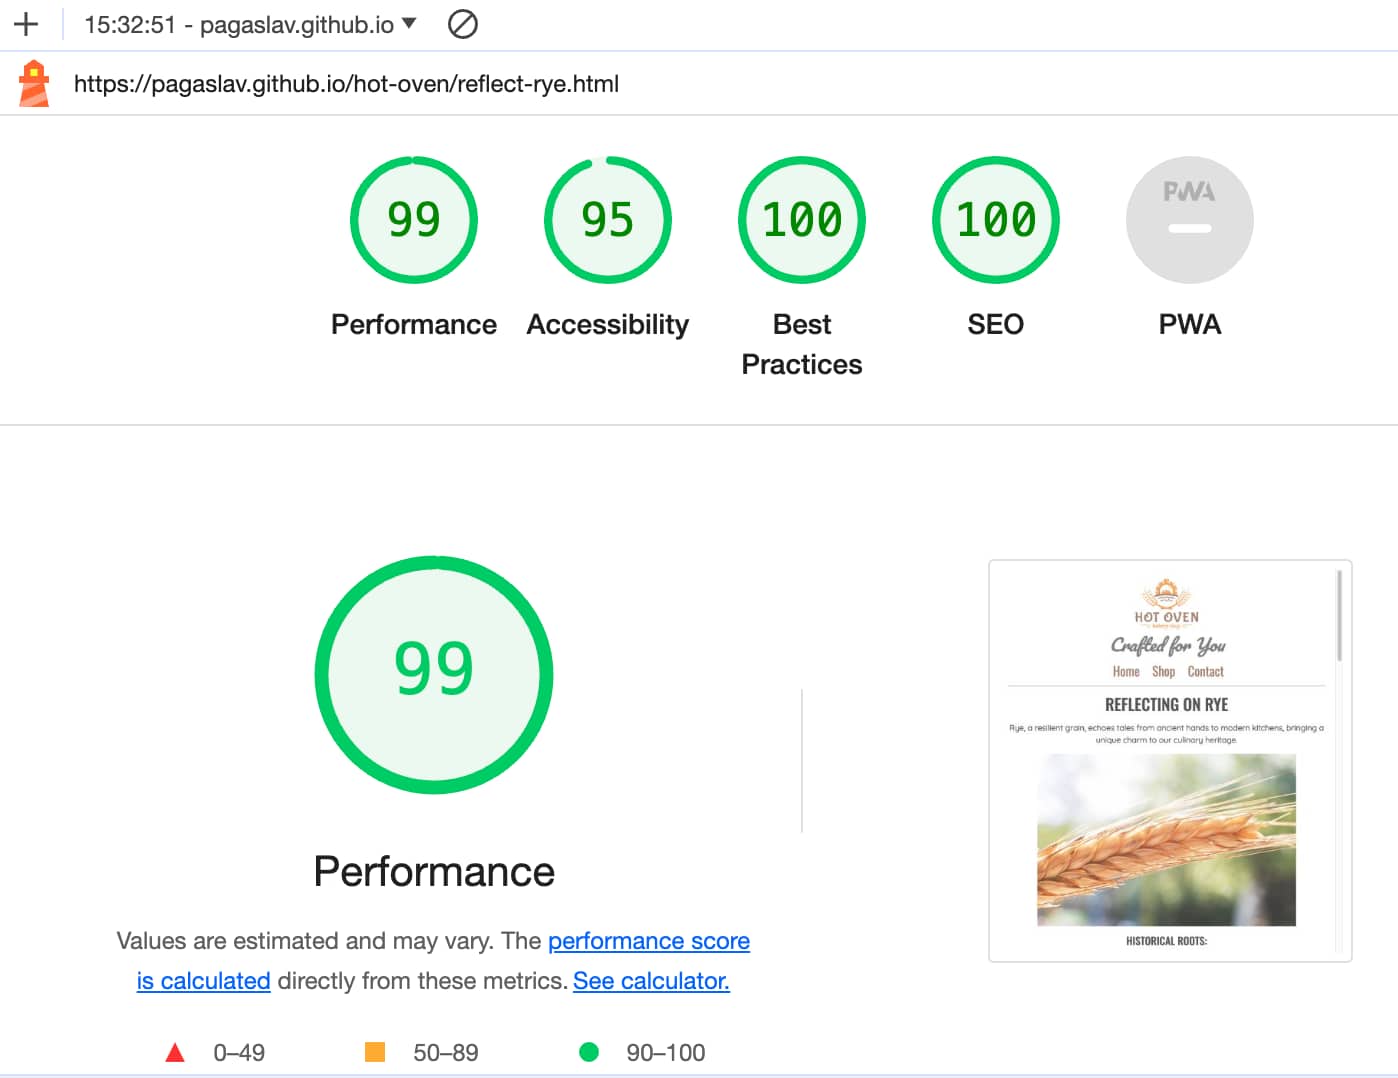 15:32:51 - pagaslav.github.io
https://pagaslav.github.io/hot-oven/reflect-rye.html
99
95
100
100
PWA
Performance
Accessibility
Best
Practices
SEO
PWA
99
Performance
Values are estimated and may vary. The performance score
is calculated directly from these metrics. See calculator.
0–49
50–89
90–100
HOT OVEN
Crafted for You
Home Shop Contact
REFLECTING ON RYE
Rye, a resilient grain, echoes tales from ancient hands to modern kitchens, bringing a
unique charm to our culinary heritage.
HISTORICAL ROOTS: